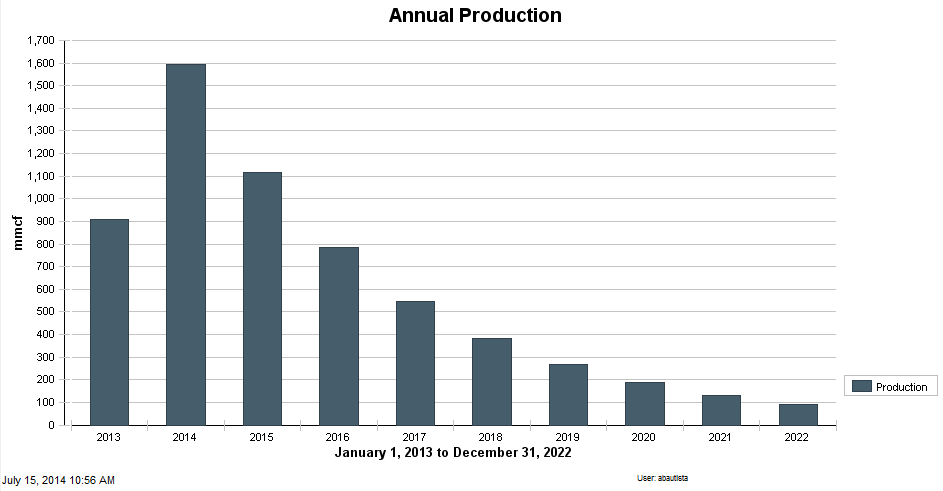 Annual Production
1,700
1,600
1,500
1,400
1,300
1,200
1,100
1,000
900
800
700
600
500
400
300
200
100
0
mmcf
2013 2014 2015 2016 2017 2018 2019 2020 2021 2022
January 1, 2013 to December 31, 2022
Production
July 15, 2014 10:56 AM
User: abautista